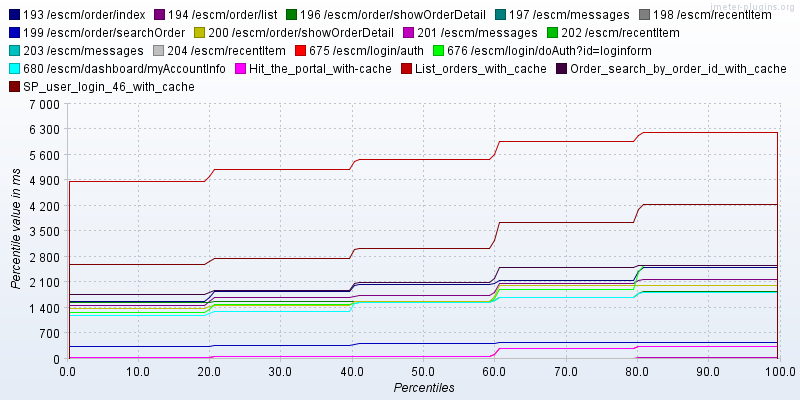 jmeter-plugins.org
193 /escm/order/index 194 /escm/order/list 196 /escm/order/showOrderDetail 197 /escm/messages 198 /escm/recentItem
199 /escm/order/searchOrder 200 /escm/order/showOrderDetail 201 /escm/messages 202 /escm/recentItem
203 /escm/messages 204 /escm/recentItem 675 /escm/login/auth 676 /escm/login/doAuth?id=loginform
680 /escm/dashboard/myAccountInfo Hit_the_portal_with-cache List_orders_with_cache Order_search_by_order_id_with_cache
SP_user_login_46_with_cache
7 000
6 300
5 600
4 900
4 200
3 500
2 800
2 100
1 400
700
0
Percentile value in ms
0.0 10.0 20.0 30.0 40.0 50.0 60.0 70.0 80.0 90.0 100.0
Percentiles